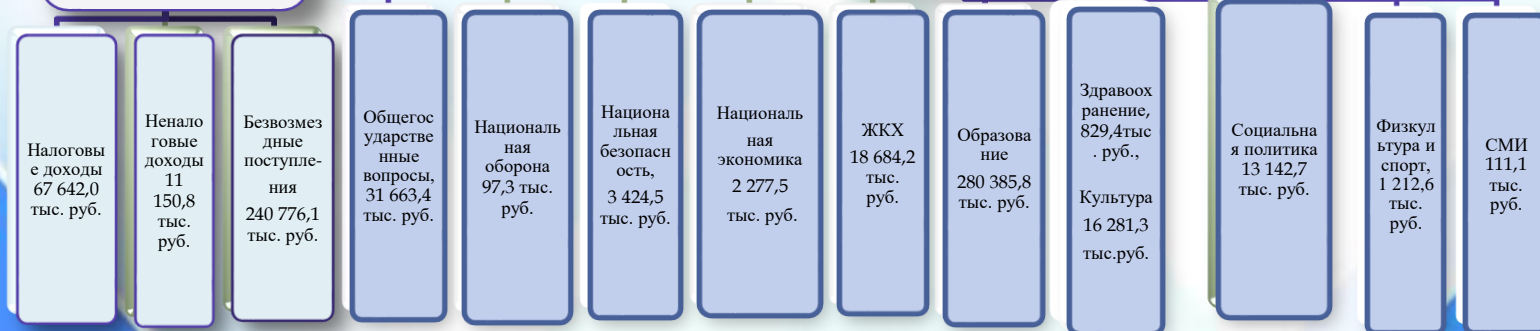 Налоговы
е доходы
67 642,0
тыс. руб.
Ненало
говые
доходы
11
150,8
тыс.
руб.
Безвозмез
дные
поступле-
ния
240 776,1
тыс. руб.
Общегос
ударстве
нные
вопросы,
31 663,4
тыс. руб.
Националь
ная
оборона
97,3 тыс.
руб.
Национа
льная
безопасн
ость,
3 424,5
тыс. руб.
Националь
ная
экономика
2 277,5
тыс. руб.
ЖКХ
18 684,2
тыс.
руб.
Образова
ние
280 385,8
тыс. руб.
Здравоох
ранение,
829,4тыс
. руб.,
Культура
16 281,3
тыс.руб.
Социальна
я политика
13 142,7
тыс. руб.
Физкул
ьтура и
спорт,
1 212,6
тыс.
руб.
СМИ
111,1
тыс.
руб.